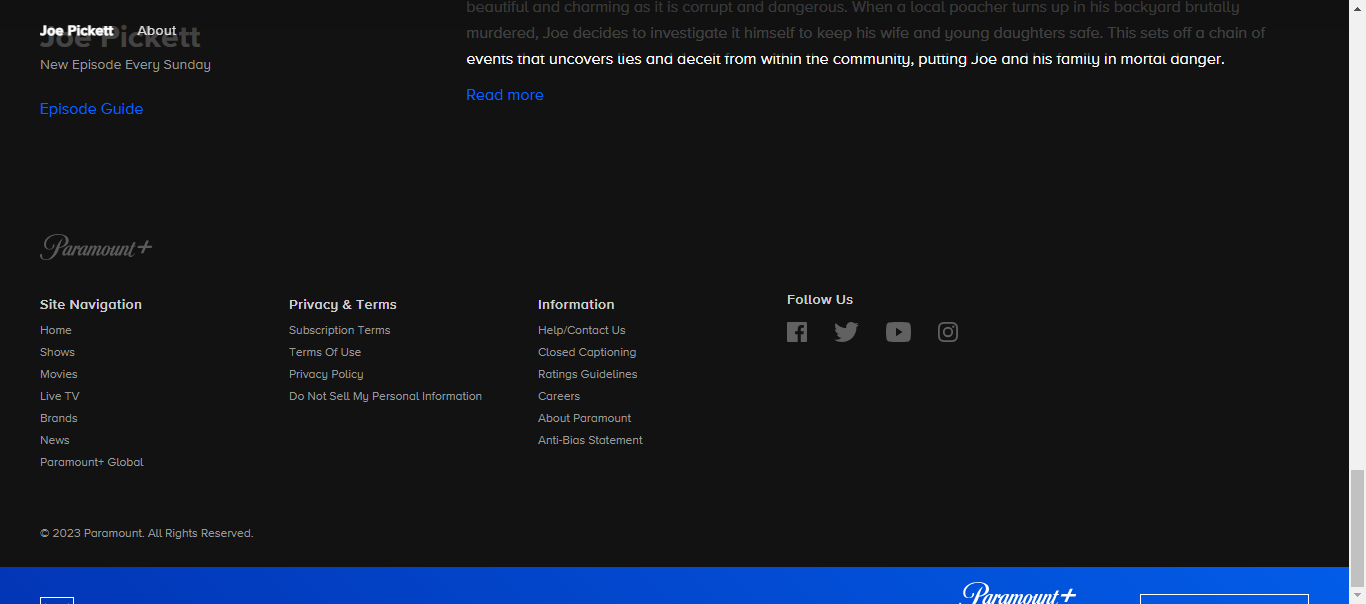 Joe Pickett About
Joe Pickett
New Episode Every Sunday
Episode Guide
beautiful and charming as it is corrupt and dangerous. When a local poacher turns up in his backyard brutally
murdered, Joe decides to investigate it himself to keep his wife and young daughters safe. This sets off a chain of
events that uncovers lies and deceit from within the community, putting Joe and his family in mortal danger.
Read more
Paramount+
Site Navigation
Home
Shows
Movies
Live TV
Brands
News
Paramount+ Global
Privacy & Terms
Subscription Terms
Terms Of Use
Privacy Policy
Do Not Sell My Personal Information
Information
Help/Contact Us
Closed Captioning
Ratings Guidelines
Careers
About Paramount
Anti-Bias Statement
Follow Us
© 2023 Paramount. All Rights Reserved.
Paramount+